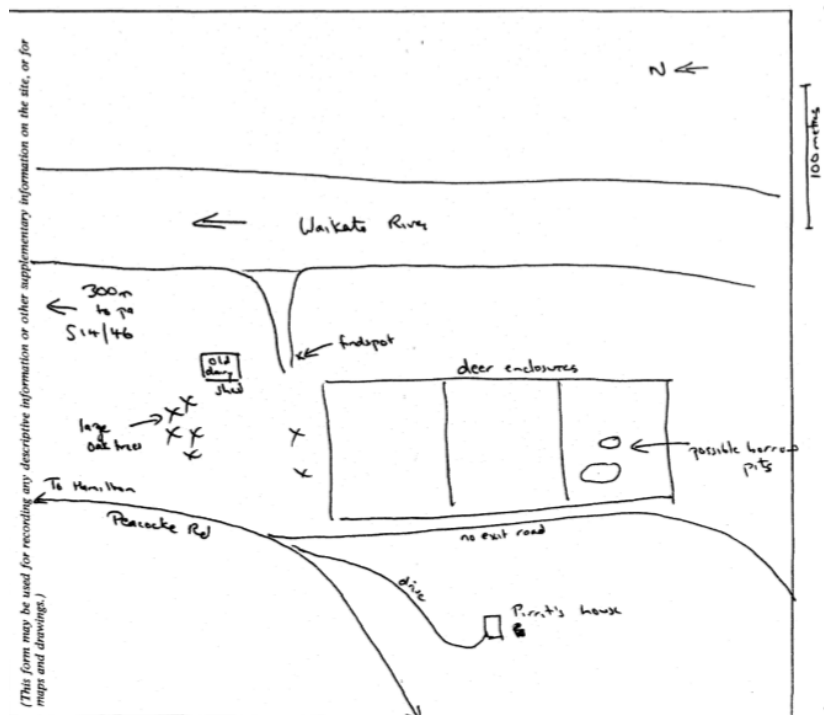 (This form may be used for recording any descriptive information or other supplementary information on the site, or for
maps and drawings.)
N
100 metres
Waikato River
300m
to pa
S14/46
findspot
old
dairy
shed
deer enclosures
large
oak trees
possible borrow
pits
To Hamilton
Peacocke Rd
no exit road
drive
Pirrit's house